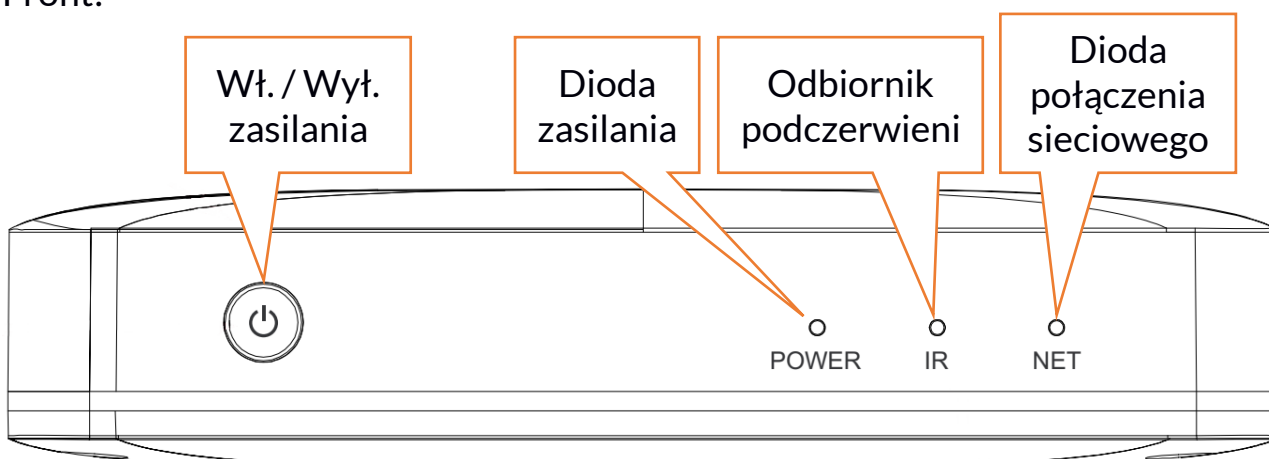 Front:
Wł. / Wył.
zasilania
Dioda
zasilania
Odbiornik
podczerwieni
Dioda
połączenia
sieciowego
POWER
IR
NET